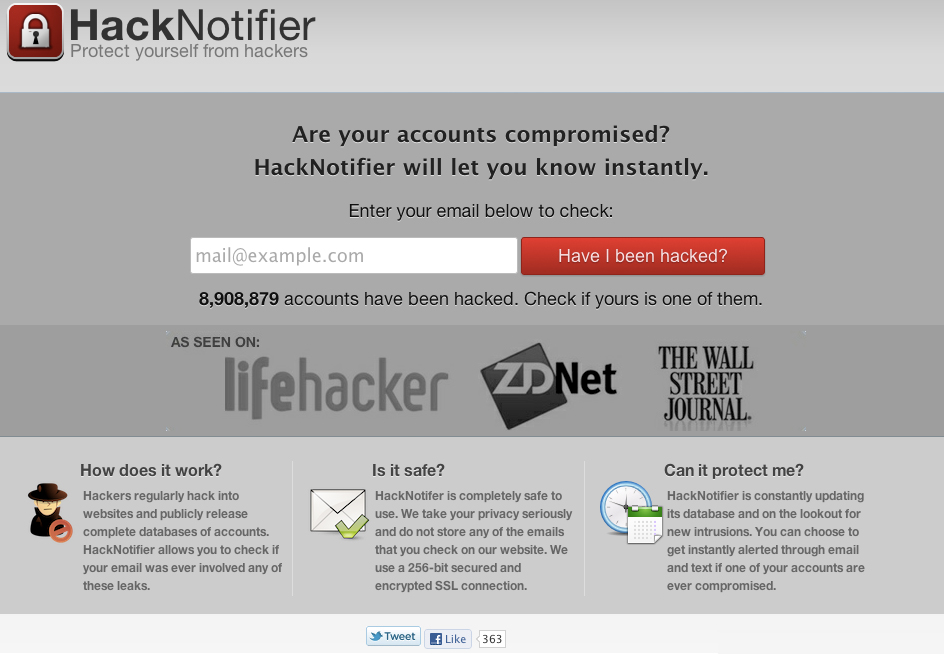 HackNotifier
Protect yourself from hackers
Are your accounts compromised?
HackNotifier will let you know instantly.
Enter your email below to check:
mail@example.com
Have I been hacked?
8,908,879 accounts have been hacked. Check if yours is one of them.
AS SEEN ON:
lifehacker
ZDNet
THE WALL
STREET
JOURNAL.
How does it work?
Hackers regularly hack into
websites and publicly release
complete databases of accounts.
HackNotifier allows you to check if
your email was ever involved any of
these leaks.
Is it safe?
HackNotifer is completely safe to
use. We take your privacy seriously
and do not store any of the emails
that you check on our website. We
use a 256-bit secured and
encrypted SSL connection.
Can it protect me?
HackNotifier is constantly updating
its database and on the lookout for
new intrusions. You can choose to
get instantly alerted through email
and text if one of your accounts are
ever compromised.
Tweet
Like
363